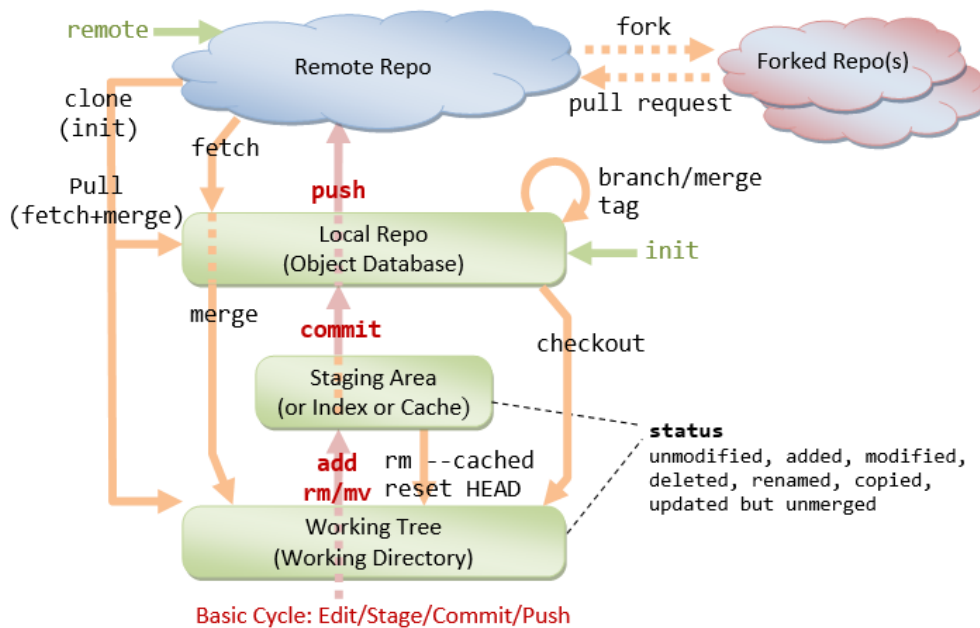 remote
Remote Repo
fork
Forked Repo(s)
pull request
clone
(init)
fetch
Pull
(fetch+merge)
push
branch/merge
tag
Local Repo
(Object Database)
init
merge
commit
checkout
Staging Area
(or Index or Cache)
status
unmodified, added, modified,
deleted, renamed, copied,
updated but unmerged
add
rm/mv
rm --cached
reset HEAD
Working Tree
(Working Directory)
Basic Cycle: Edit/Stage/Commit/Push